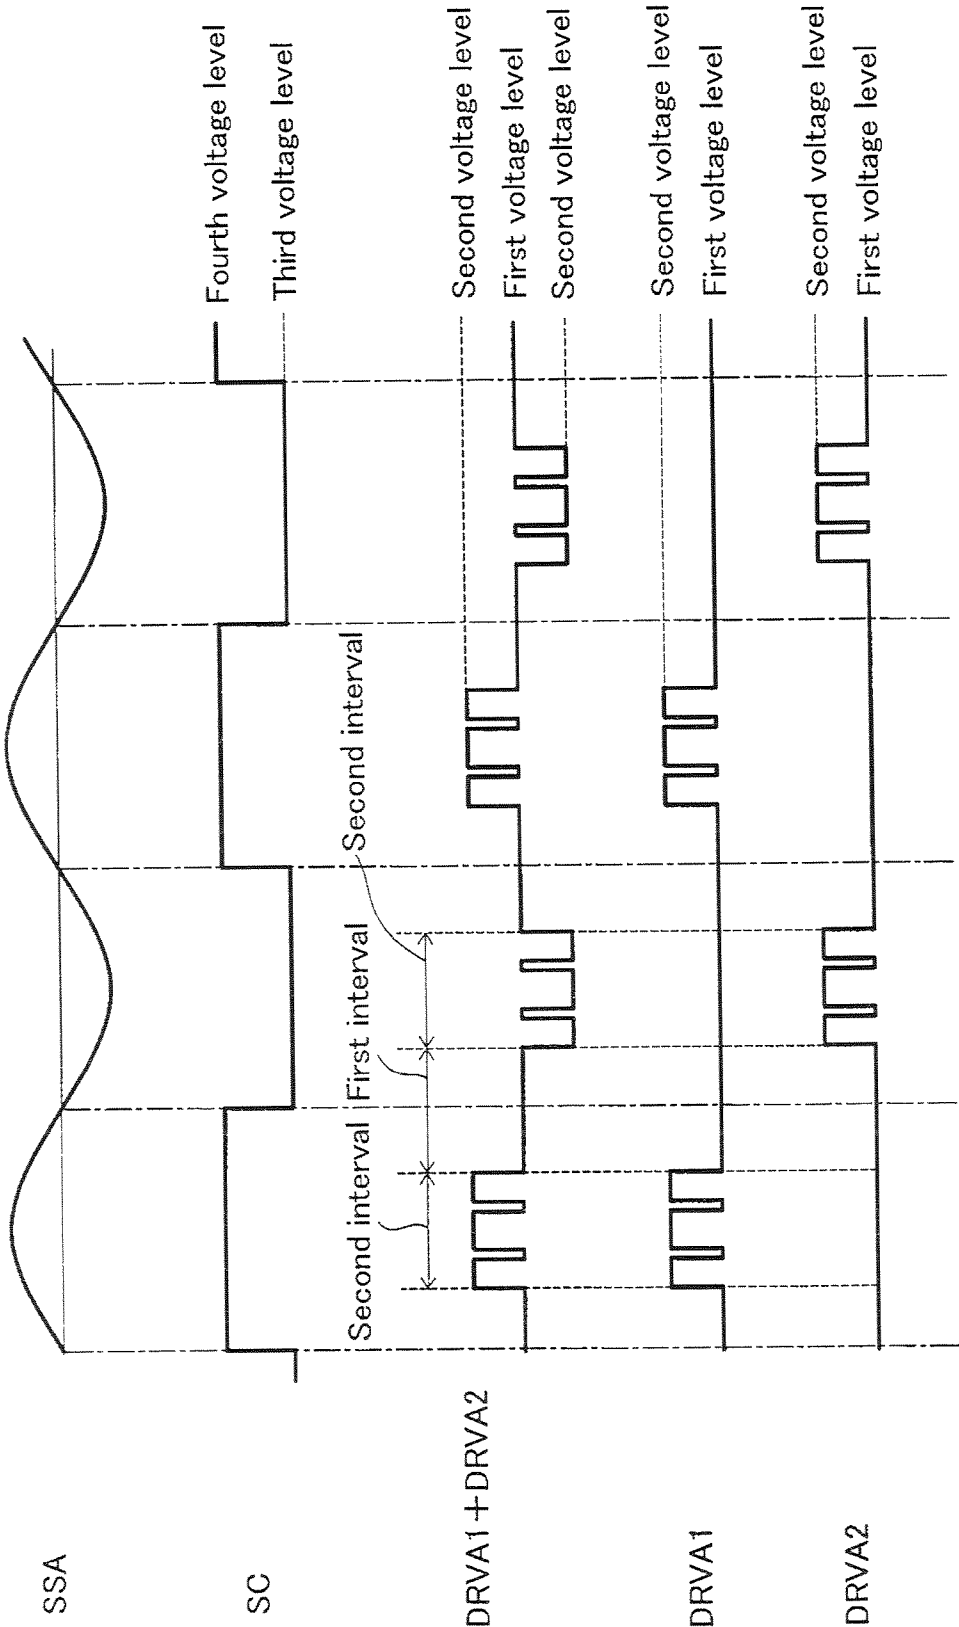 SSA
Fourth voltage level
SC
Third voltage level
Second interval
First interval
Second interval
DRVA1+DRVA2
Second voltage level
First voltage level
Second voltage level
DRVA1
Second voltage level
First voltage level
DRVA2
Second voltage level
First voltage level